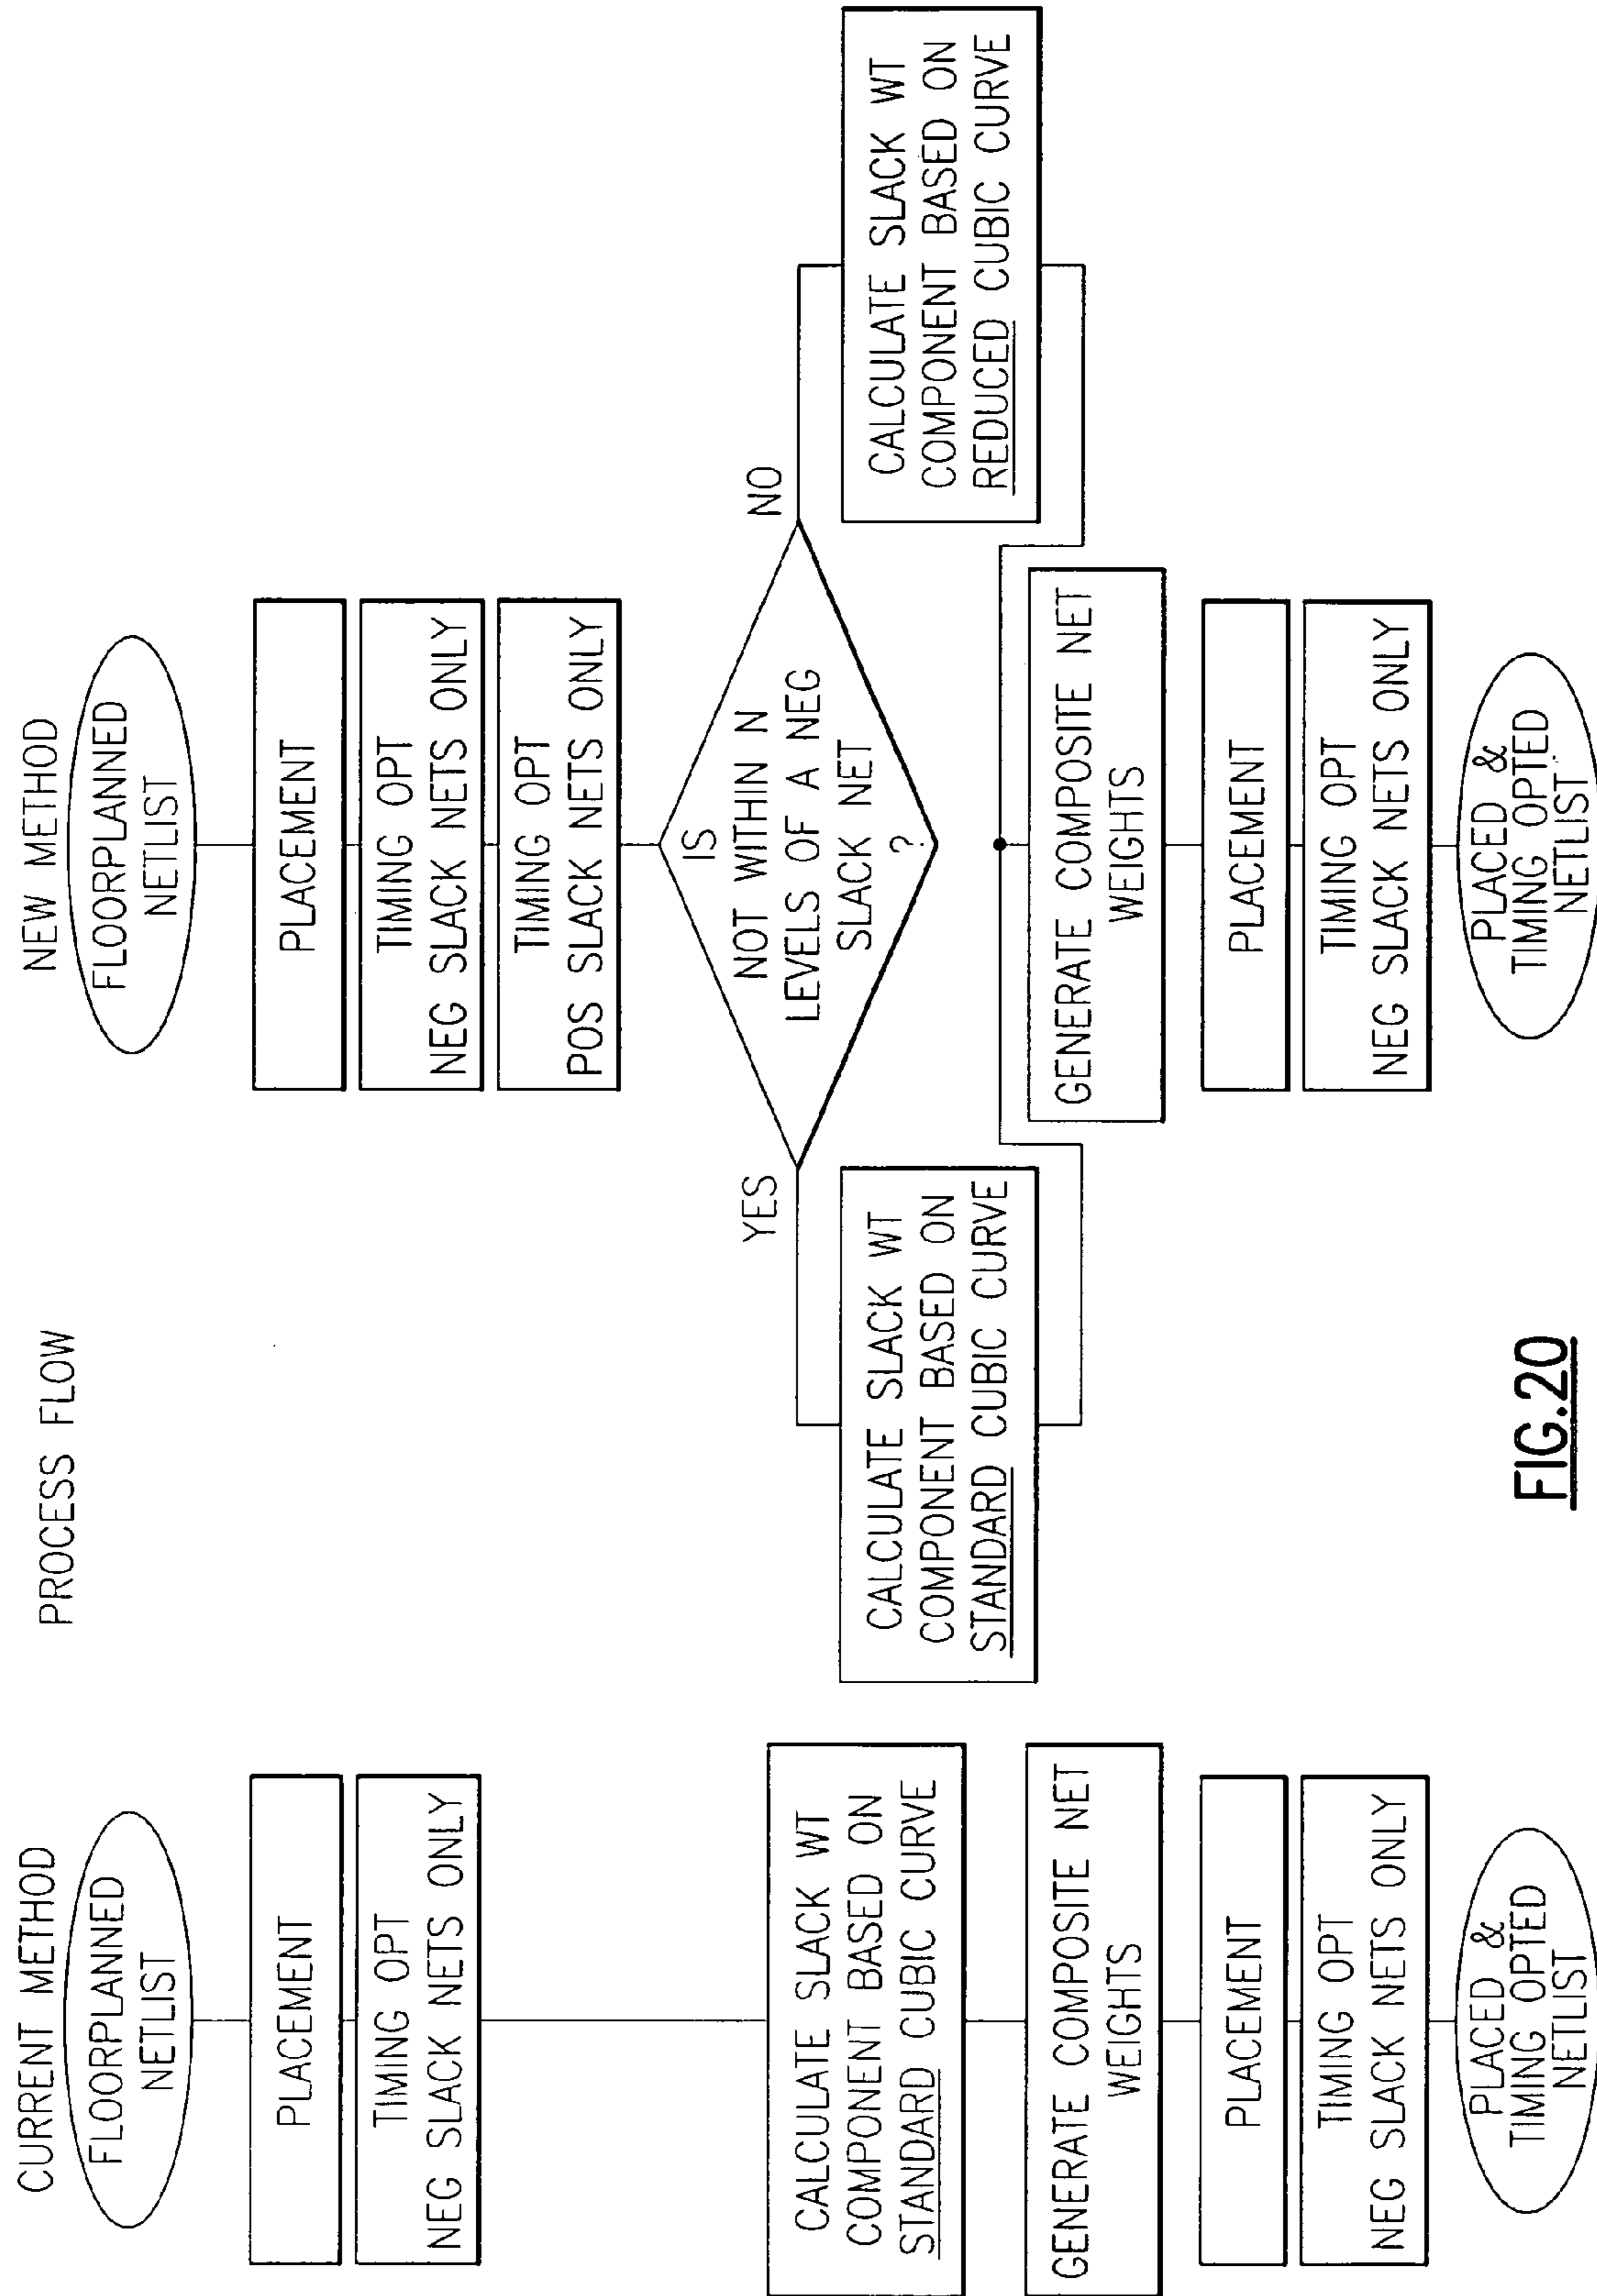 PROCESS FLOW
CURRENT METHOD
FLOORPLANNED
NETLIST
PLACEMENT
TIMING OPT
NEG SLACK NETS ONLY
CALCULATE SLACK WT
COMPONENT BASED ON
STANDARD CUBIC CURVE
GENERATE COMPOSITE NET
WEIGHTS
PLACEMENT
TIMING OPT
NEG SLACK NETS ONLY
PLACED &
TIMING OPTED
NETLIST
NEW METHOD
FLOORPLANNED
NETLIST
PLACEMENT
TIMING OPT
NEG SLACK NETS ONLY
TIMING OPT
POS SLACK NETS ONLY
IS
NOT WITHIN N
LEVELS OF A NEG
SLACK NET
?
YES
NO
CALCULATE SLACK WT
COMPONENT BASED ON
STANDARD CUBIC CURVE
CALCULATE SLACK WT
COMPONENT BASED ON
REDUCED CUBIC CURVE
GENERATE COMPOSITE NET
WEIGHTS
PLACEMENT
TIMING OPT
NEG SLACK NETS ONLY
PLACED &
TIMING OPTED
NETLIST
FIG.20